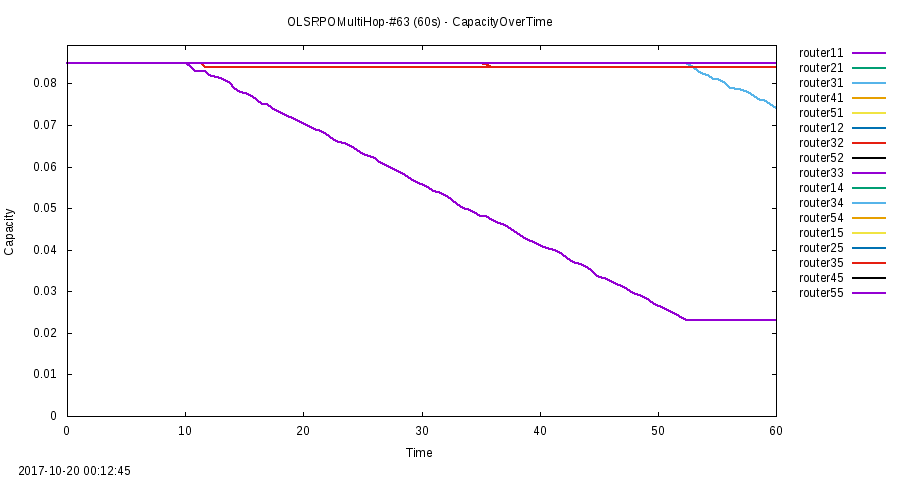 OLSRPOMultiHop-#63 (60s) - CapacityOverTime
router11
router21
router31
router41
router51
router12
router32
router52
router33
router14
router34
router54
router15
router25
router35
router45
router55
Capacity
0.08
0.07
0.06
0.05
0.04
0.03
0.02
0.01
0
0 10 20 30 40 50 60
Time
2017-10-20 00:12:45